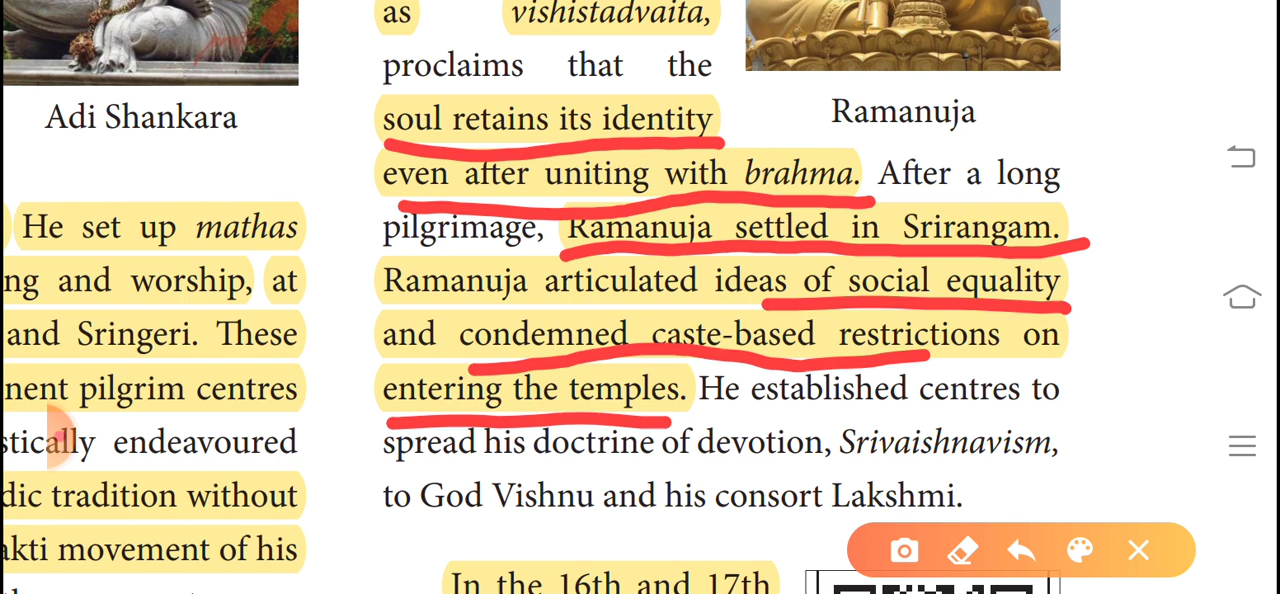 Adi Shankara
He set up mathas
ng and worship, at
and Sringeri. These
nent pilgrim centres
stically endeavoured
dic tradition without
akti movement of his
as vishistadvaita,
proclaims that the
soul retains its identity
even after uniting with brahma. After a long
pilgrimage, Ramanuja settled in Srirangam.
Ramanuja articulated ideas of social equality
and condemned caste-based restrictions on
entering the temples. He established centres to
spread his doctrine of devotion, Srivaishnavism,
to God Vishnu and his consort Lakshmi.
In the 16th and 17th
Ramanuja